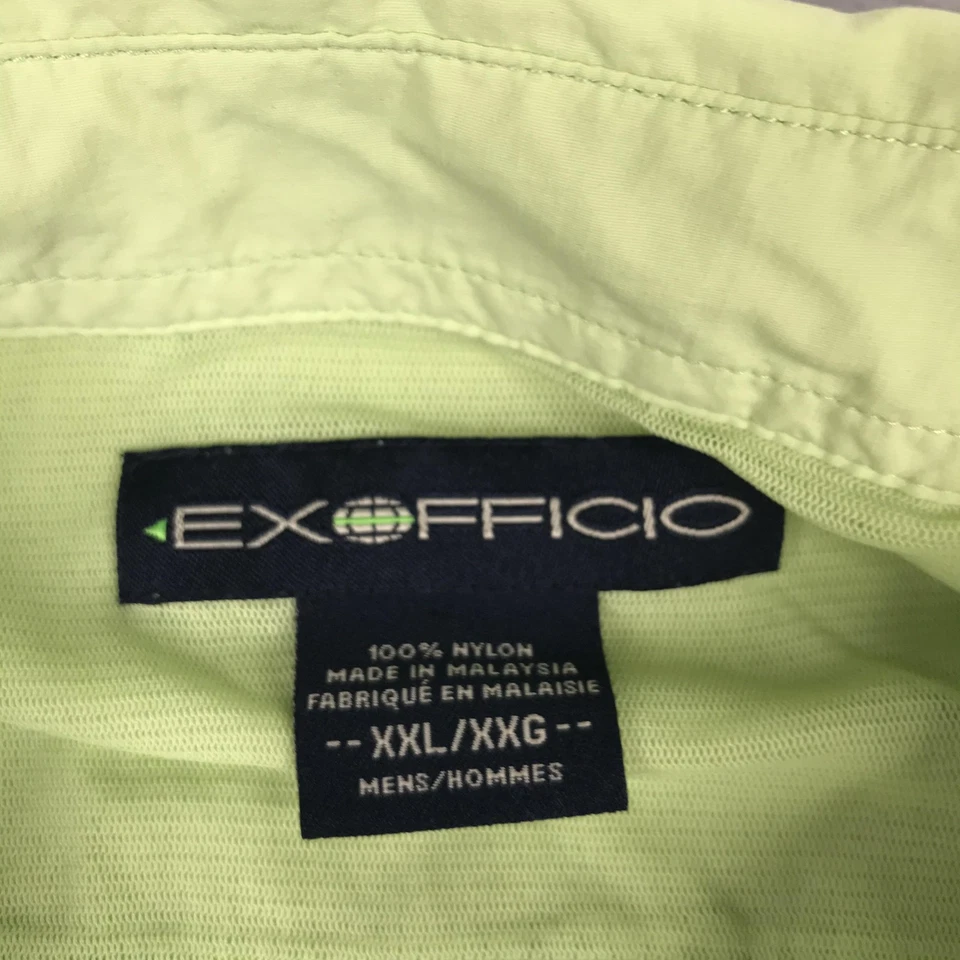 EXOFFICIO
100% NYLON
MADE IN MALAYSIA
FABRIQUÉ EN MALAISIE
-- XXL/XXG --
MENS/HOMMES